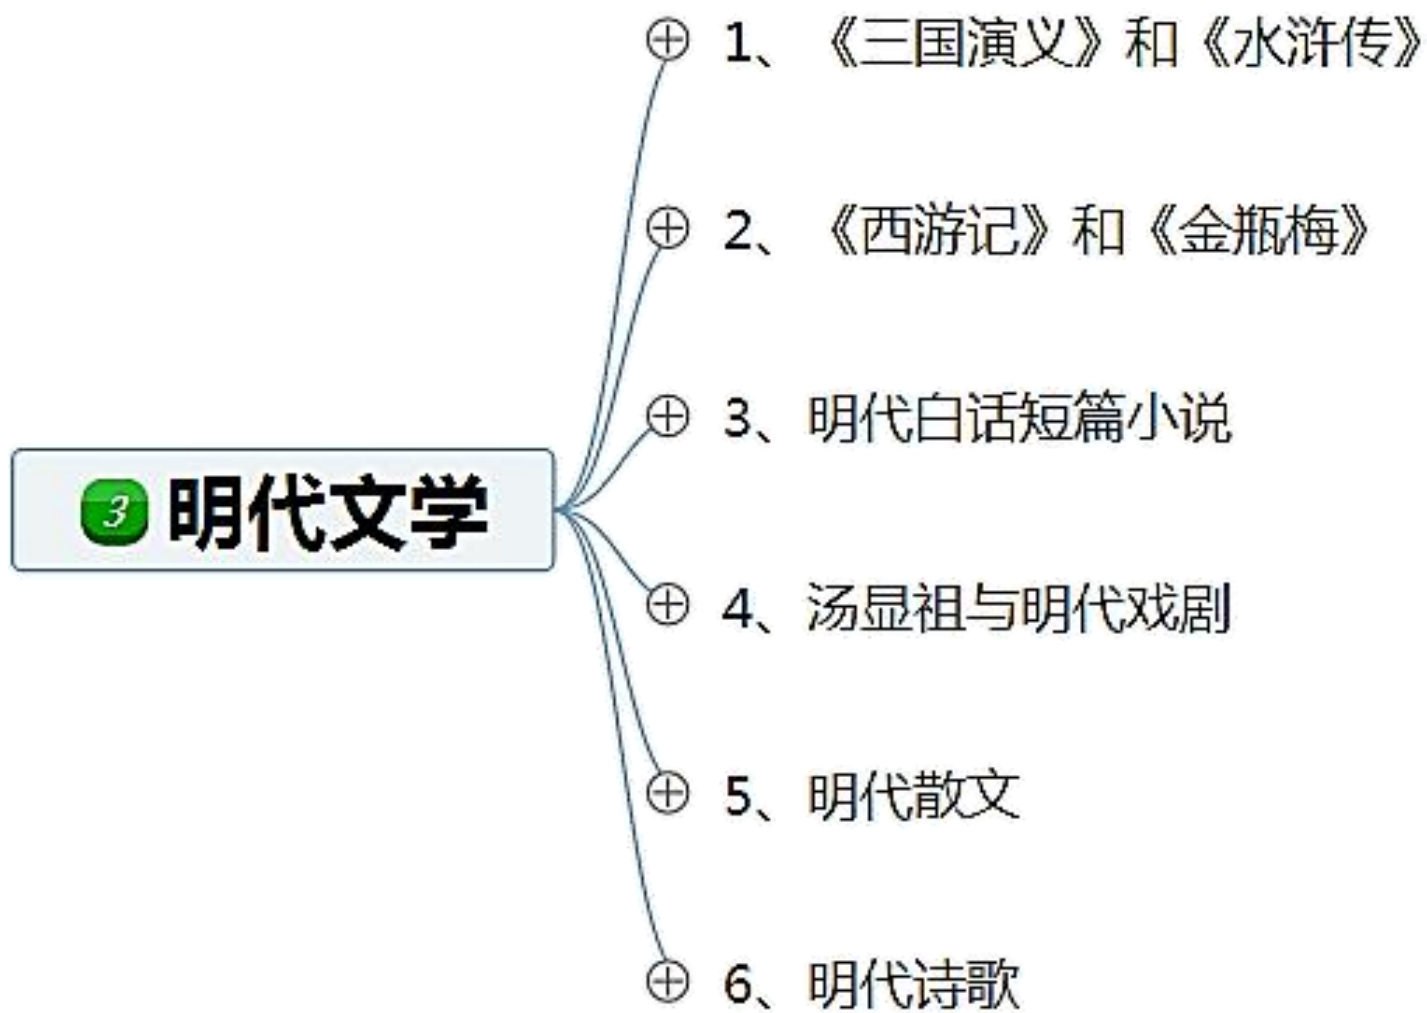 1、《三国演义》和《水浒传》
2、《西游记》和《金瓶梅》
3、明代白话短篇小说
3 明代文学
4、汤显祖与明代戏剧
5、明代散文
6、明代诗歌